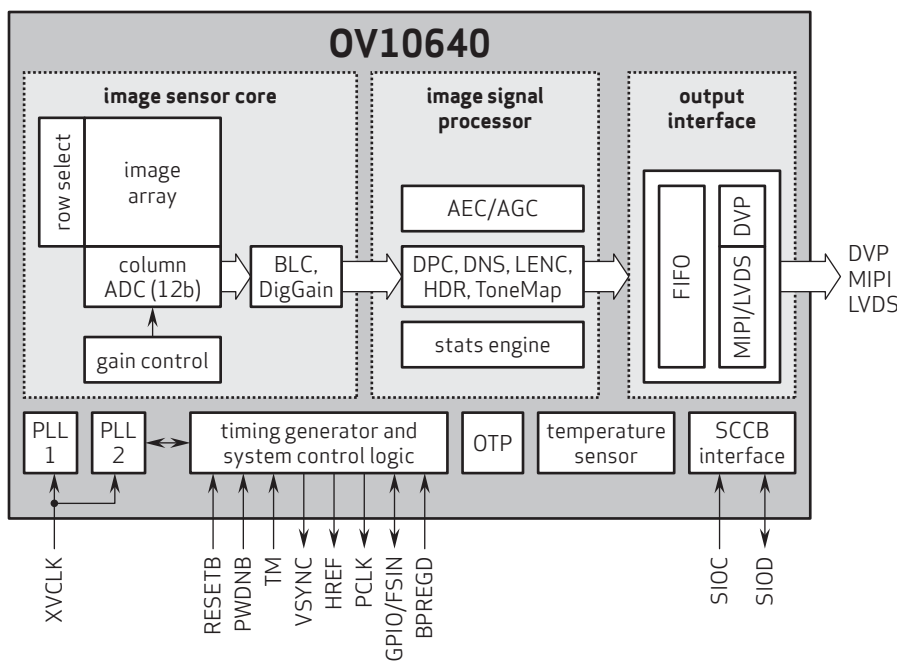 OV10640
image sensor core
row select
image
array
column
ADC (12b)
gain control
BLC,
DigGain
image signal
processor
AEC/AGC
DPC, DNS, LENC,
HDR, ToneMap
stats engine
output
interface
FIFO
DVP
MIPI/LVDS
DVP
MIPI
LVDS
PLL
1
PLL
2
timing generator and
system control logic
OTP
temperature
sensor
SCCB
interface
XVCLK
RESETB
PWDNB
TM
VSYNC
HREF
PCLK
GPIO/FSIN
BPREGD
SIOC
SIOD